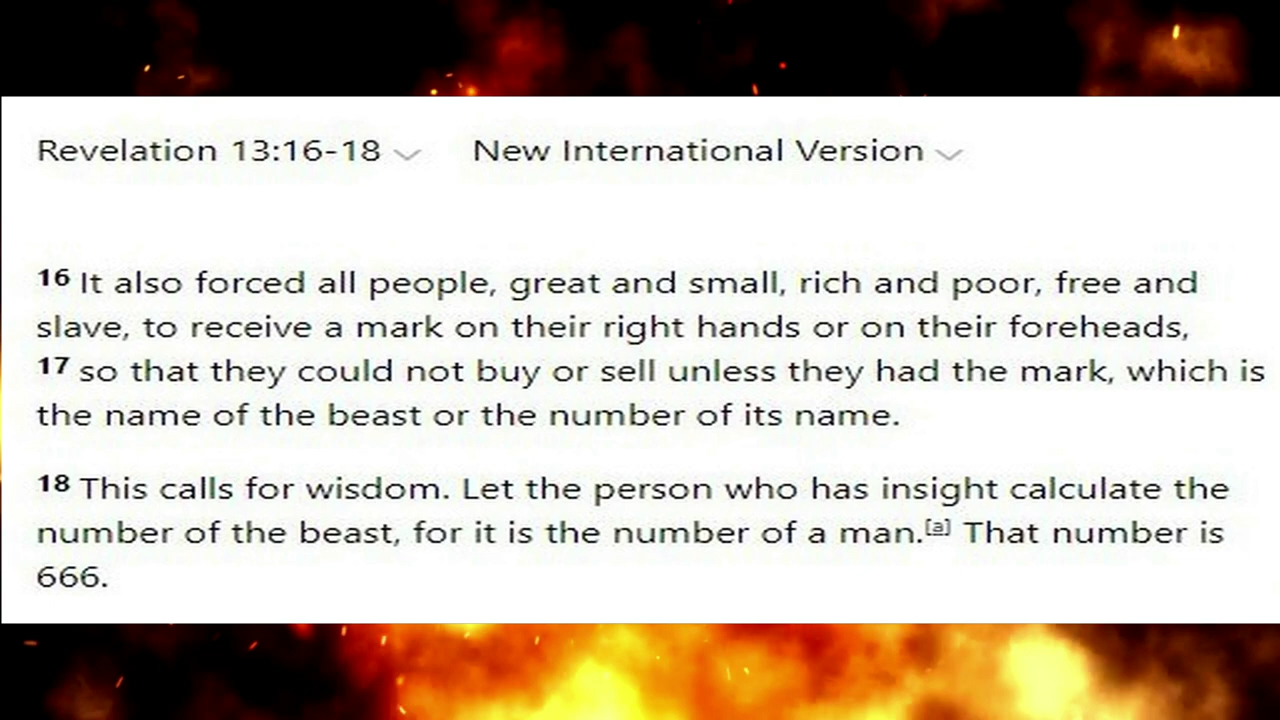 Revelation 13:16-18 New International Version
16 It also forced all people, great and small, rich and poor, free and
slave, to receive a mark on their right hands or on their foreheads,
17 so that they could not buy or sell unless they had the mark, which is
the name of the beast or the number of its name.
18 This calls for wisdom. Let the person who has insight calculate the
number of the beast, for it is the number of a man.[a] That number is
666.